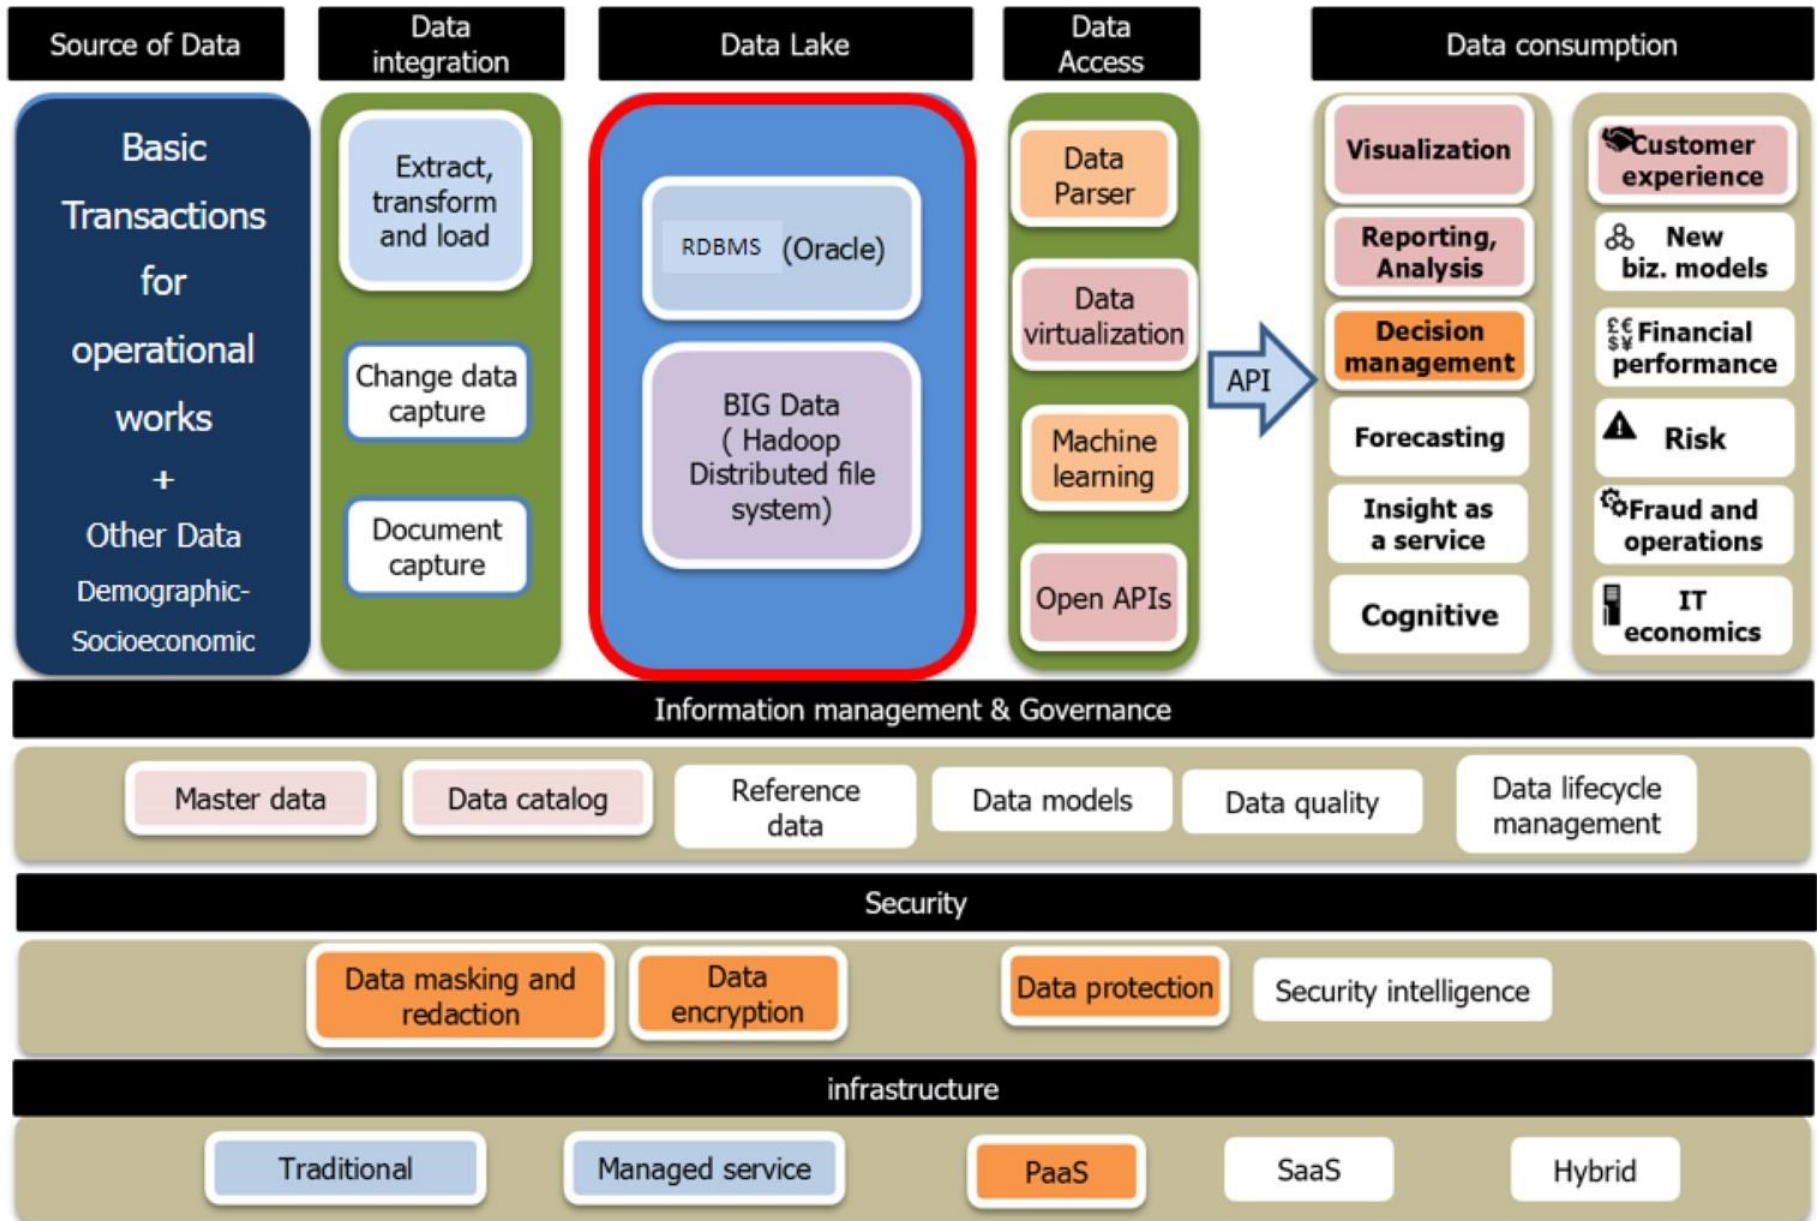 Source of Data
Data
integration
Data Lake
Data
Access
Data consumption
Basic
Transactions
for
operational
works
+
Other Data
Demographic-
Socioeconomic
Extract,
transform
and load
Change data
capture
Document
capture
RDBMS (Oracle)
BIG Data
( Hadoop
Distributed file
system)
Data
Parser
Data
virtualization
Machine
learning
Open APIs
API
Visualization
Reporting,
Analysis
Decision
management
Forecasting
Insight as
a service
Cognitive
Customer
experience
New
biz. models
£€
$¥
Financial
performance
Risk
Fraud and
operations
IT
economics
Information management & Governance
Master data
Data catalog
Reference
data
Data models
Data quality
Data lifecycle
management
Security
Data masking and
redaction
Data
encryption
Data protection
Security intelligence
infrastructure
Traditional
Managed service
PaaS
SaaS
Hybrid